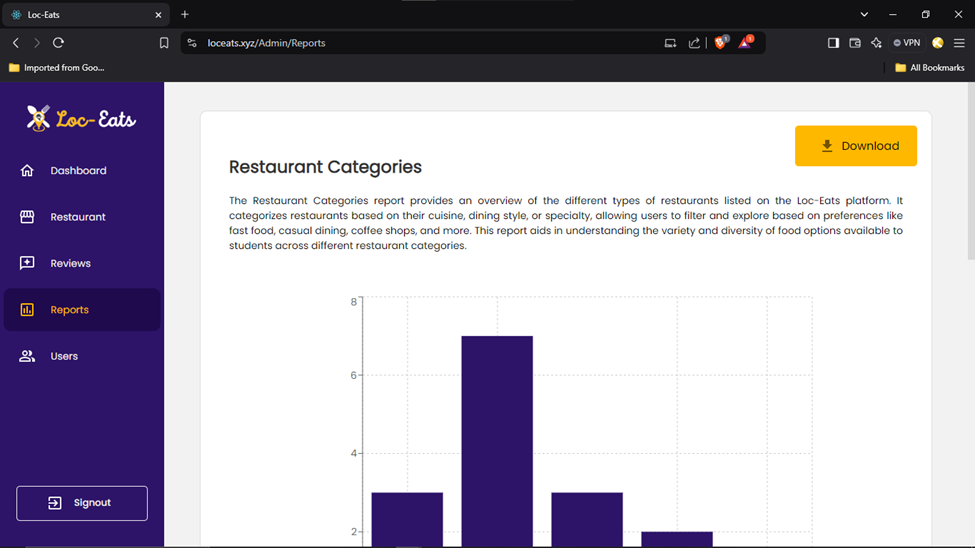 Loc-Eats
loceats.xyz/Admin/Reports
1
1
VPN
Imported from Goo...
All Bookmarks
Loc-Eats
Dashboard
Restaurant
Reviews
Reports
Users
Signout
Download
Restaurant Categories
The Restaurant Categories report provides an overview of the different types of restaurants listed on the Loc-Eats platform. It
categorizes restaurants based on their cuisine, dining style, or specialty, allowing users to filter and explore based on preferences like
fast food, casual dining, coffee shops, and more. This report aids in understanding the variety and diversity of food options available to
students across different restaurant categories.
8
6
4
2